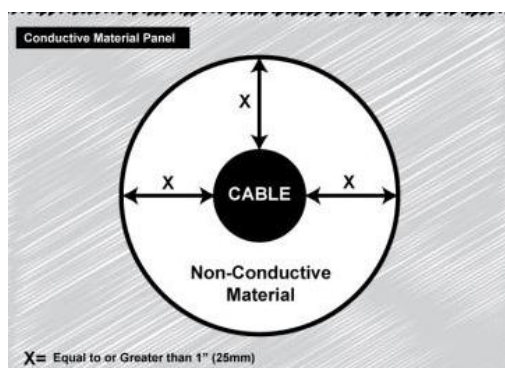 Conductive Material Panel
X
X
CABLE
X
Non-Conductive
Material
X= Equal to or Greater than 1" (25mm)